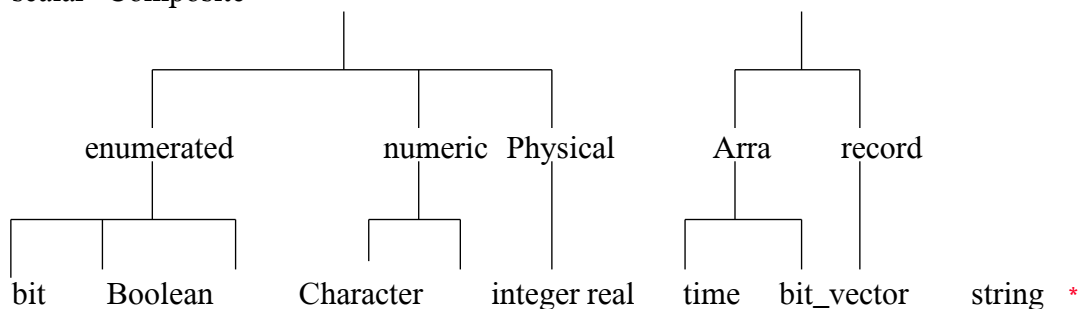 scalar Composite
enumerated numeric Physical Arra record
bit Boolean Character integer real time bit_vector string *